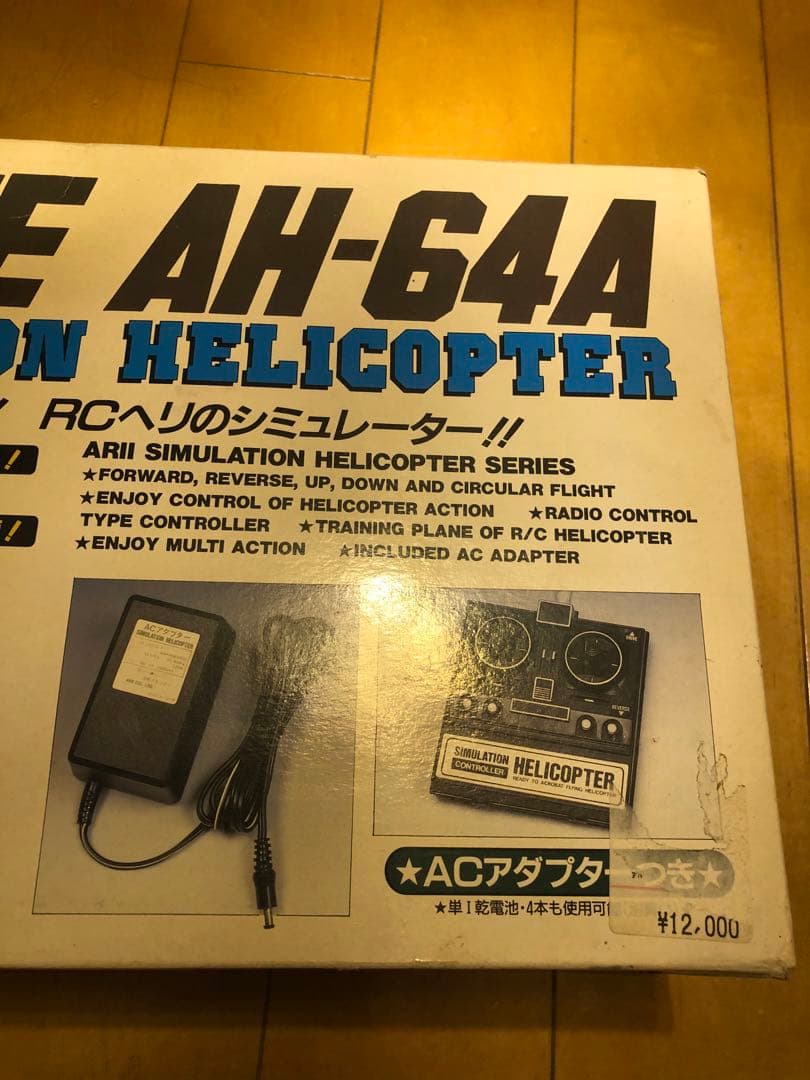 E AH-64A
ON HELICOPTER
RCヘリのシミュレーター!!
!
ARII SIMULATION HELICOPTER SERIES
★FORWARD, REVERSE, UP, DOWN AND CIRCULAR FLIGHT
★ENJOY CONTROL OF HELICOPTER ACTION ★RADIO CONTROL
!
TYPE CONTROLLER ★TRAINING PLANE OF R/C HELICOPTER
★ENJOY MULTI ACTION ★INCLUDED AC ADAPTER
ACアダプター
SIMULATION HELICOPTER
REVERSE
SIMULATION
CONTROLLER
HELICOPTER
READY TO ACROBAT FLYING HELICOPTER
★ACアダプターつき★
★単1乾電池・4本も使用可
¥12,000